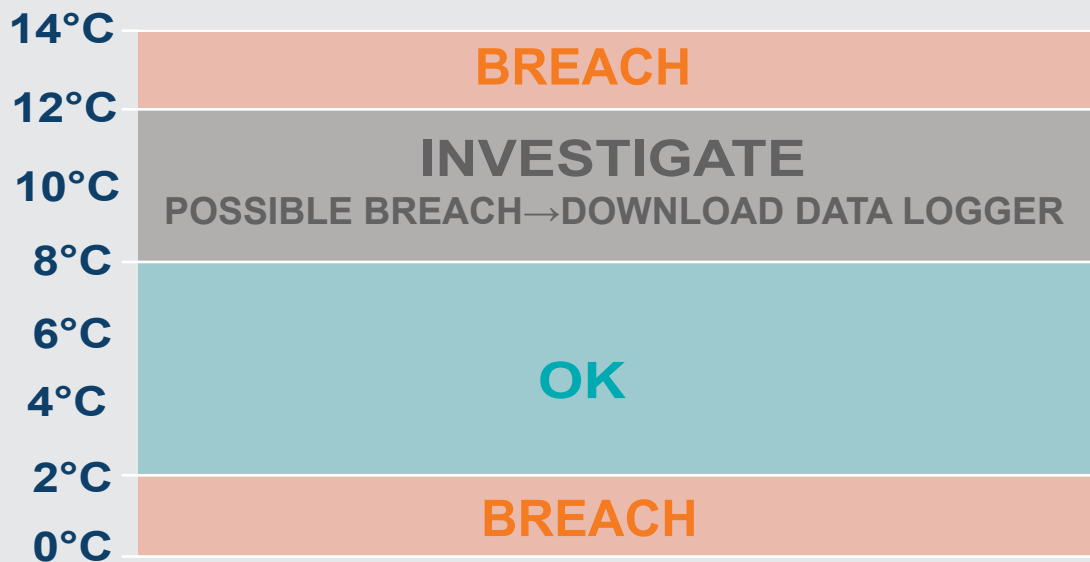 14°C
BREACH
12°C
INVESTIGATE
10°C
POSSIBLE BREACH→DOWNLOAD DATA LOGGER
8°C
6°C
OK
4°C
2°C
BREACH
0°C